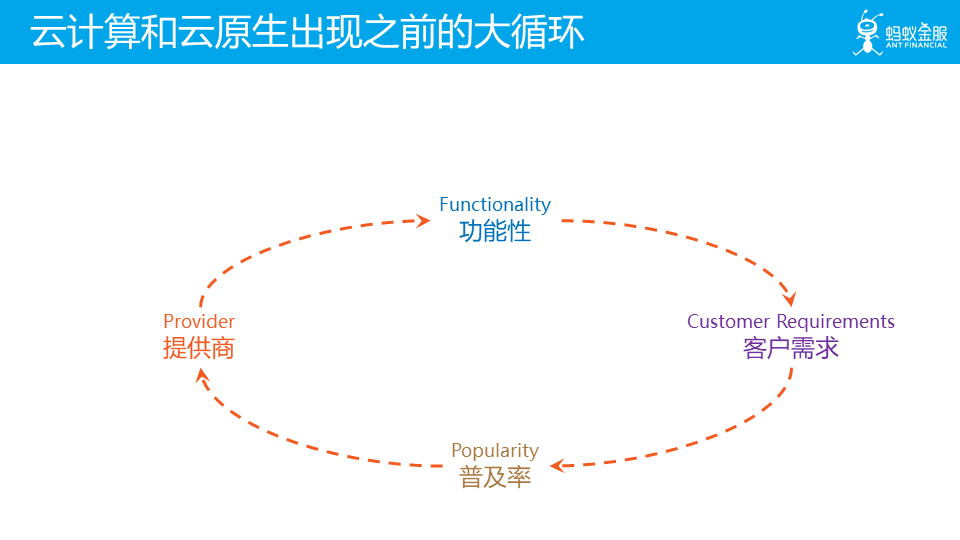 云计算和云原生出现之前的大循环
蚂蚁金服
ANT FINANCIAL
Functionality
功能性
Provider
提供商
Customer Requirements
客户需求
Popularity
普及率